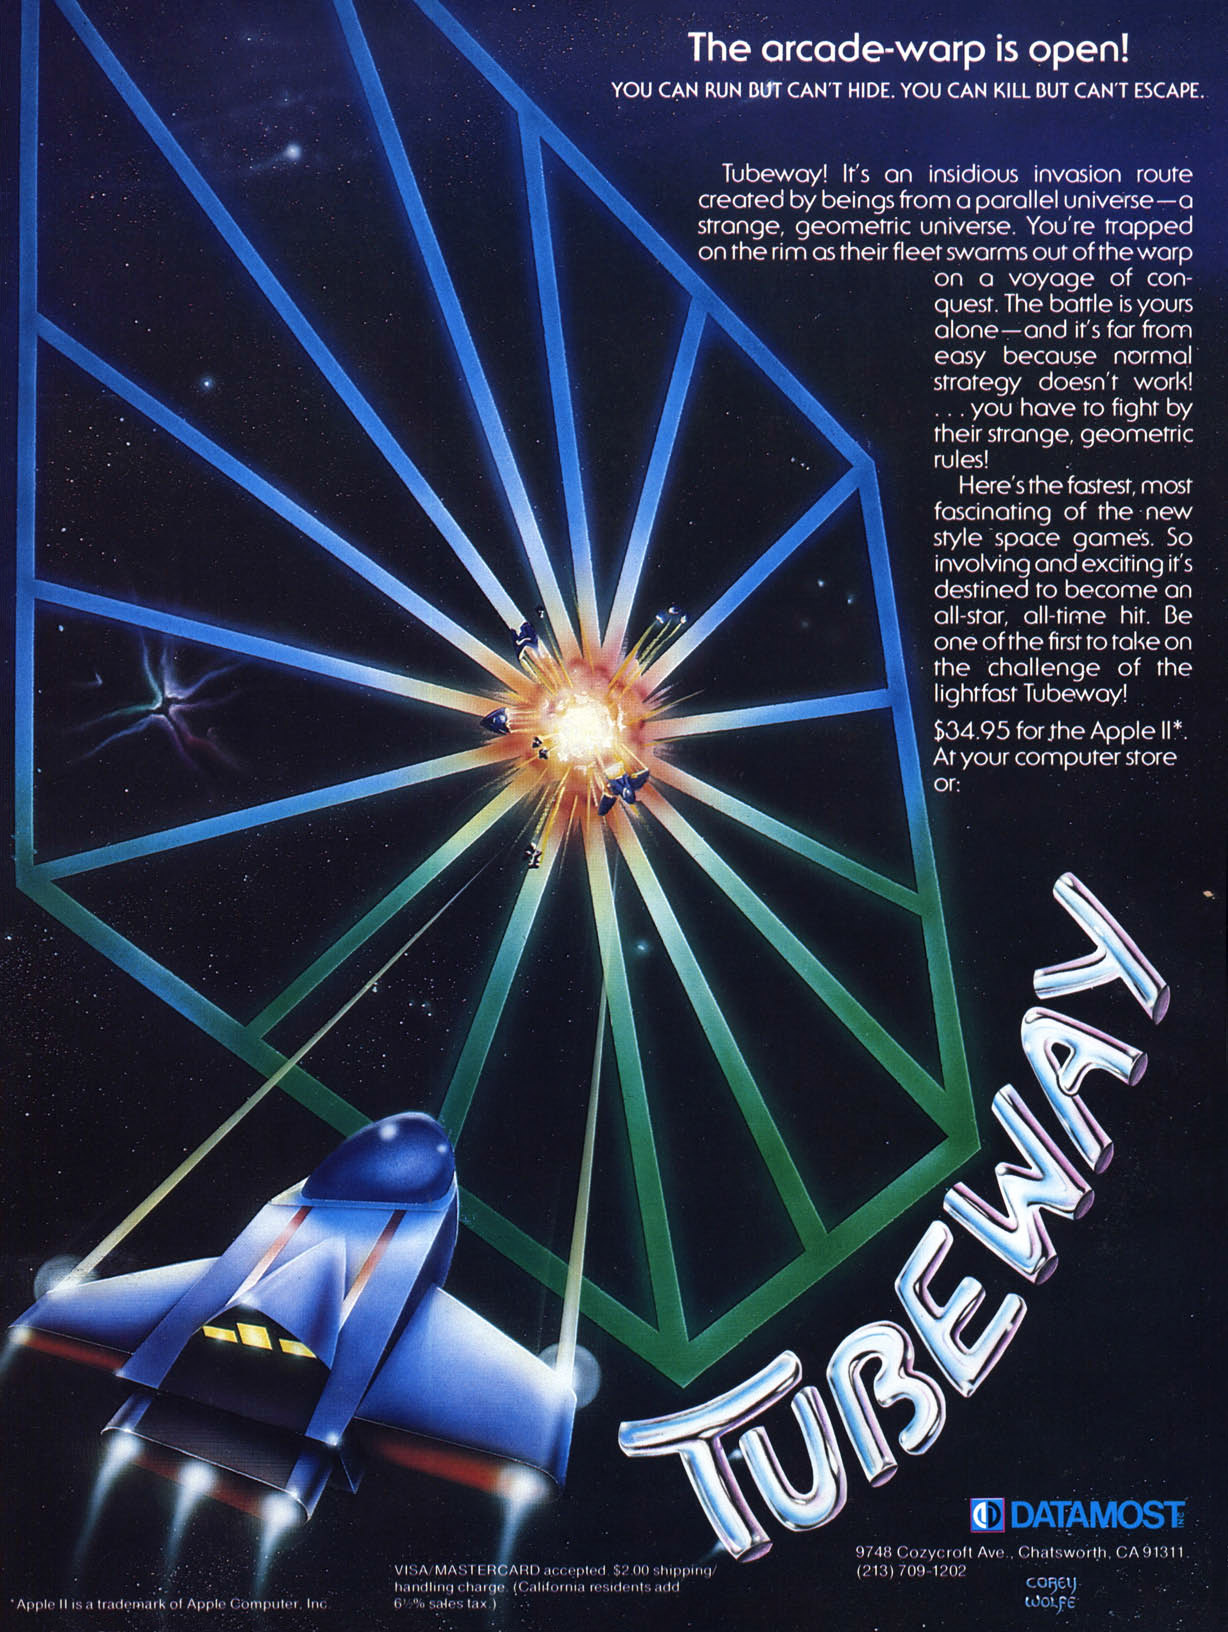 The arcade-warp is open!
YOU CAN RUN BUT CAN'T HIDE. YOU CAN KILL BUT CAN'T ESCAPE.
Tubeway! It's an insidious invasion route
created by beings from a parallel universe—a
strange, geometric universe. You're trapped
on the rim as their fleet swarms out of the warp
on a voyage of con-
quest. The battle is yours
alone—and it's far from
easy because normal
strategy doesn't work!
. . . you have to fight by
their strange, geometric
rules!
Here's the fastest, most
fascinating of the new
style space games. So
involving and exciting it's
destined to become an
all-star, all-time hit. Be
one of the first to take on
the challenge of the
lightfast Tubeway!
$34.95 for the Apple II*.
At your computer store
or:
TUBEWAY
DATAMOST INC
9748 Cozycroft Ave., Chatsworth, CA 91311.
(213) 709-1202
COREY
WOLFE
VISA/MASTERCARD accepted. $2.00 shipping/
handling charge. (California residents add
6½% sales tax.)
*Apple II is a trademark of Apple Computer, Inc.